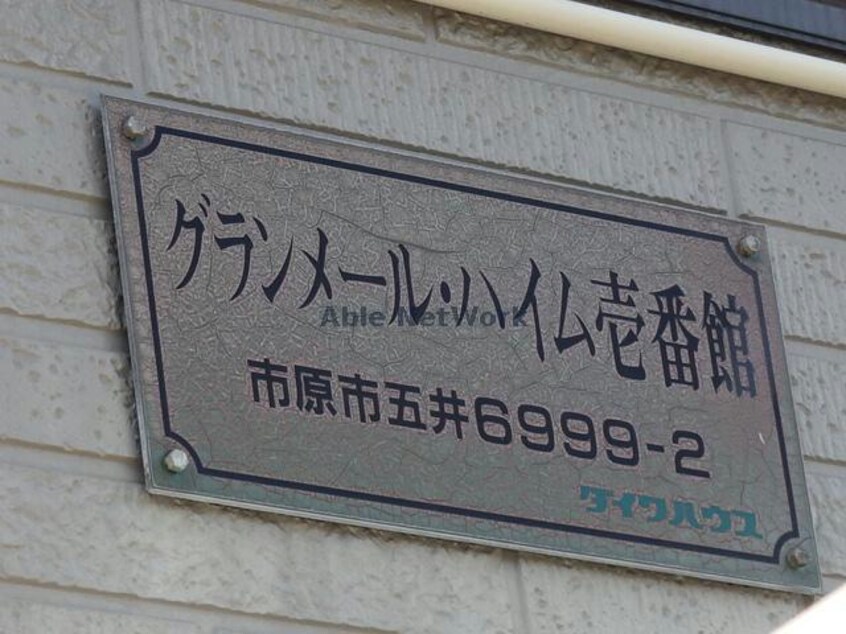 グランメール・ハイム壱番館
Able NetWork
市原市五井6999-2
ダイワハウス